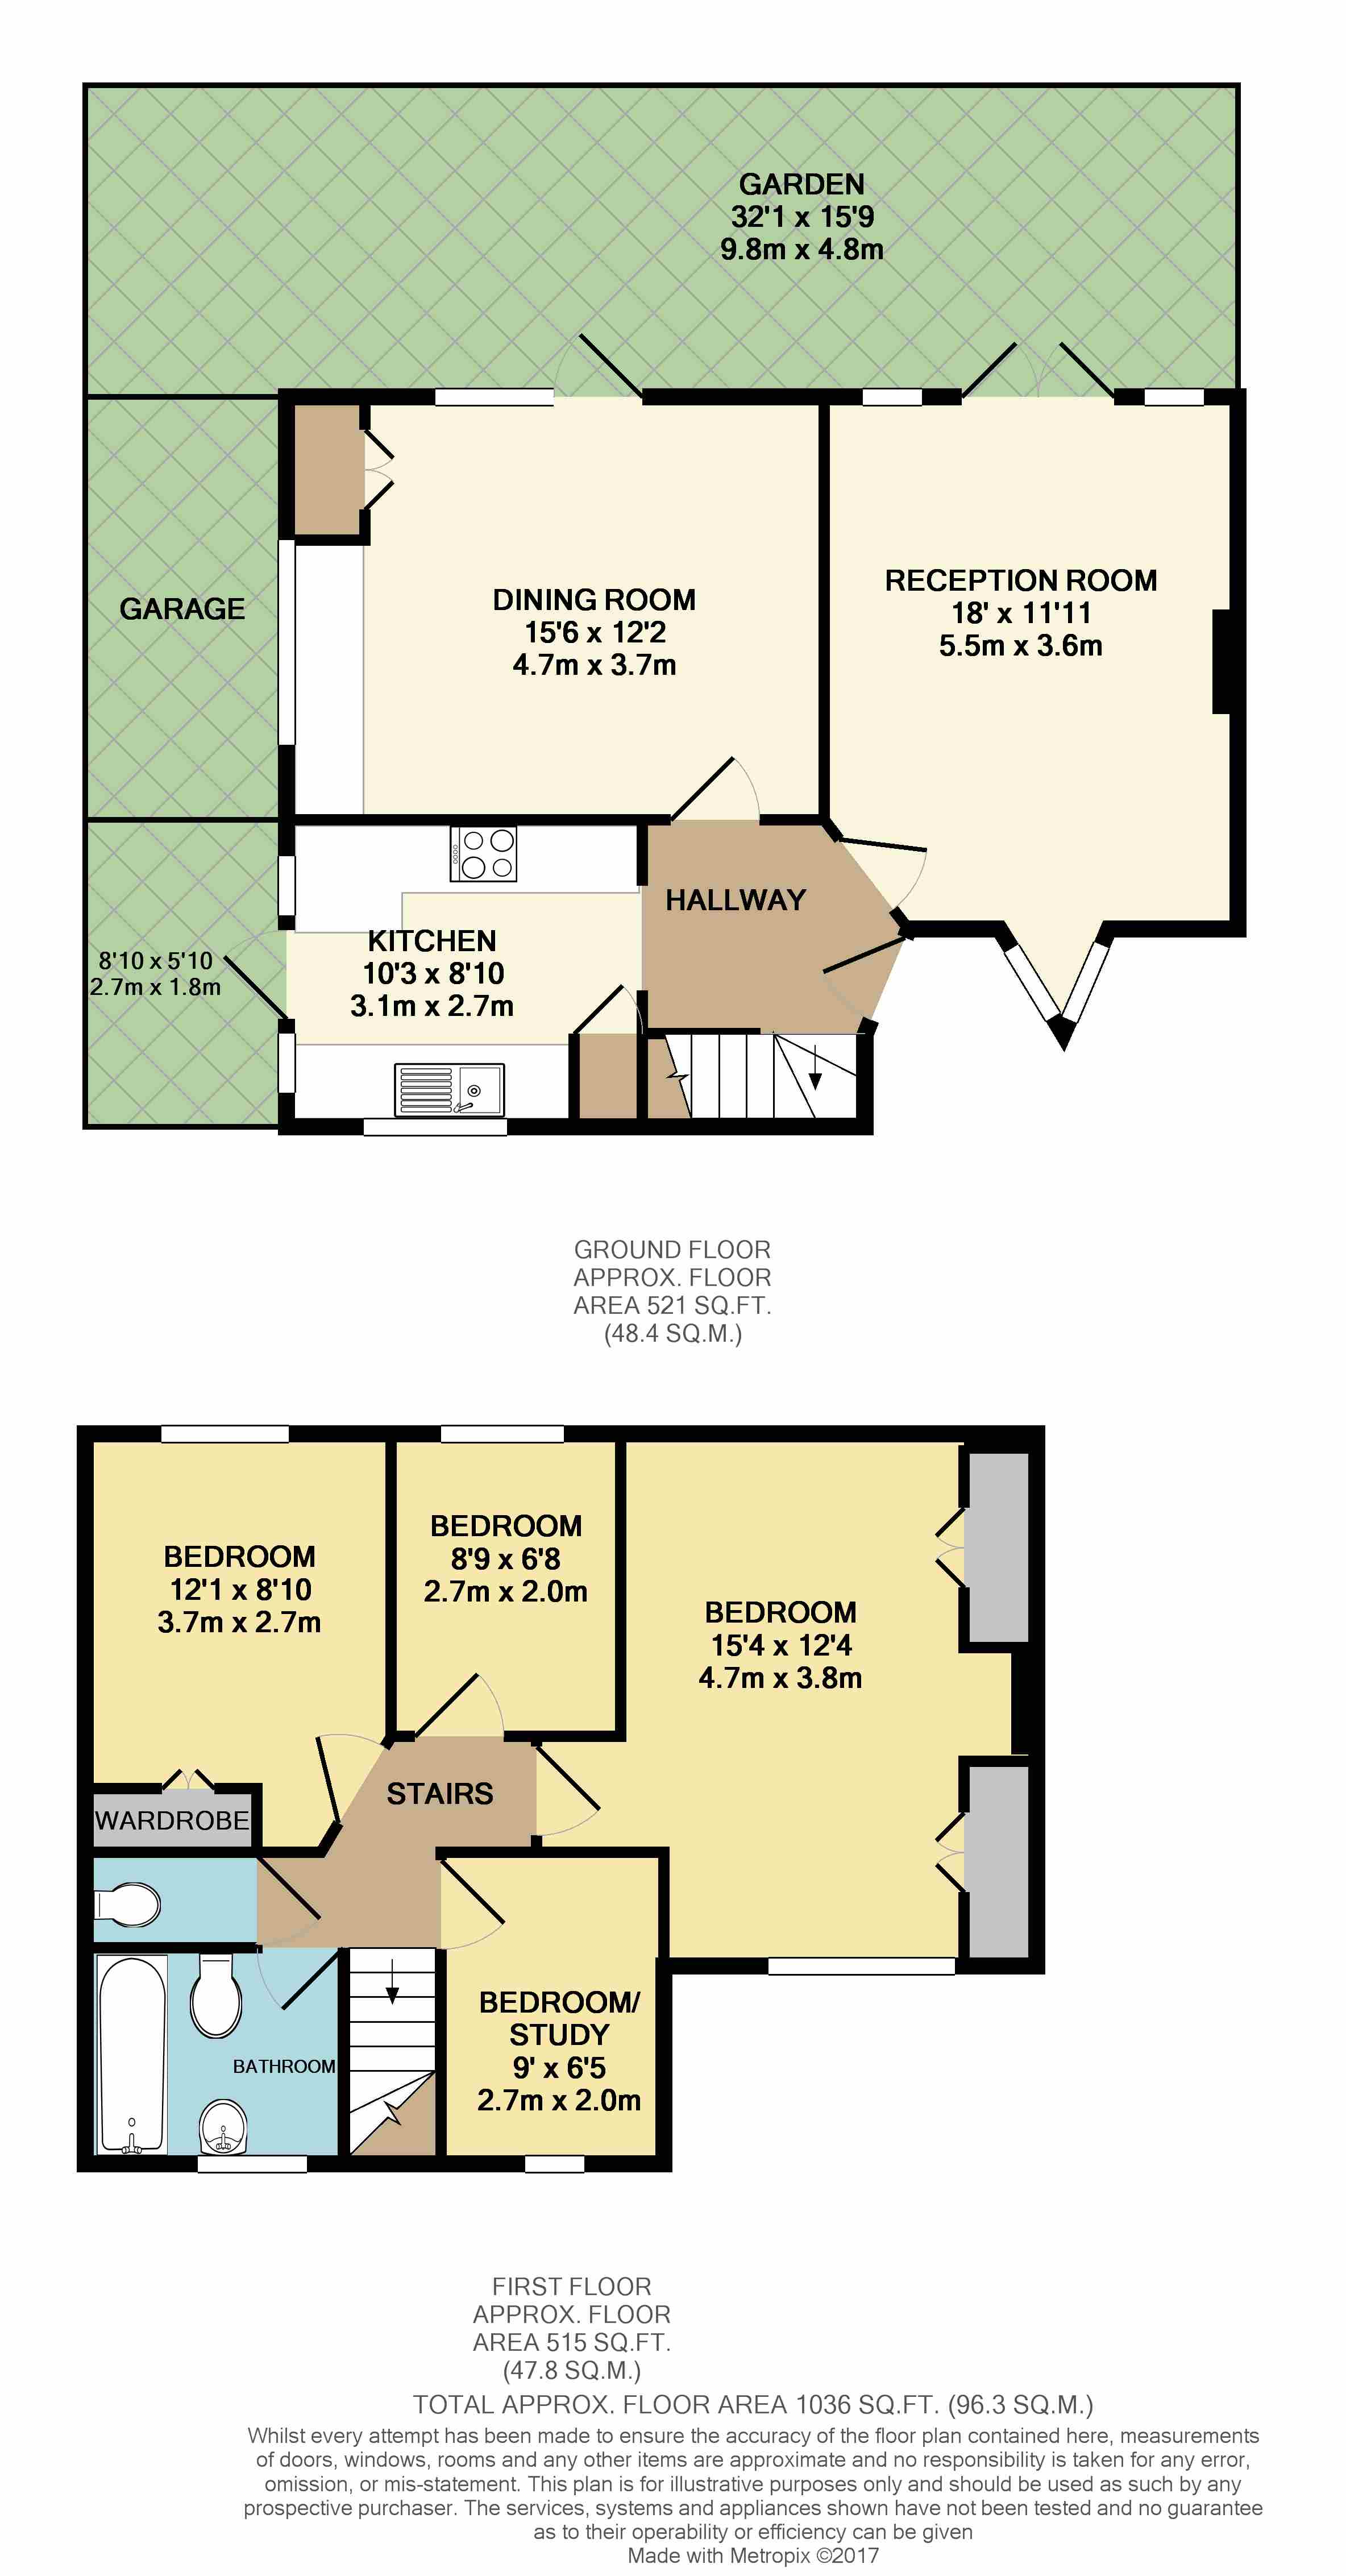 GARDEN
32'1 x 15'9
9.8m x 4.8m
GARAGE
DINING ROOM
15'6 x 12'2
4.7m x 3.7m
RECEPTION ROOM
18' x 11'11
5.5m x 3.6m
HALLWAY
KITCHEN
10'3 x 8'10
3.1m x 2.7m
8'10 x 5'10
2.7m x 1.8m
GROUND FLOOR
APPROX. FLOOR
AREA 521 SQ.FT.
(48.4 SQ.M.)
BEDROOM
12'1 x 8'10
3.7m x 2.7m
BEDROOM
8'9 x 6'8
2.7m x 2.0m
BEDROOM
15'4 x 12'4
4.7m x 3.8m
STAIRS
WARDROBE
BATHROOM
BEDROOM/
STUDY
9' x 6'5
2.7m x 2.0m
FIRST FLOOR
APPROX. FLOOR
AREA 515 SQ.FT.
(47.8 SQ.M.)
TOTAL APPROX. FLOOR AREA 1036 SQ.FT. (96.3 SQ.M.)
Whilst every attempt has been made to ensure the accuracy of the floor plan contained here, measurements
of doors, windows, rooms and any other items are approximate and no responsibility is taken for any error,
omission, or mis-statement. This plan is for illustrative purposes only and should be used as such by any
prospective purchaser. The services, systems and appliances shown have not been tested and no guarantee
as to their operability or efficiency can be given
Made with Metropix ©2017